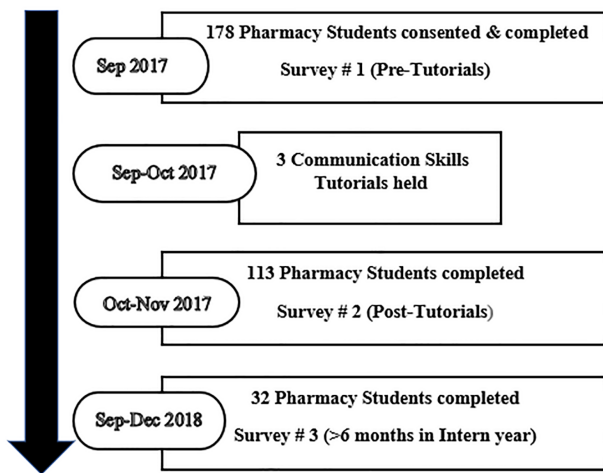 178 Pharmacy Students consented & completed
Sep 2017
Survey # 1 (Pre-Tutorials)
3 Communication Skills
Sep-Oct 2017
Tutorials held
113 Pharmacy Students completed
Oct-Nov 2017
Survey # 2 (Post-Tutorials)
32 Pharmacy Students completed
Sep-Dec 2018
Survey # 3 (>6 months in Intern year)